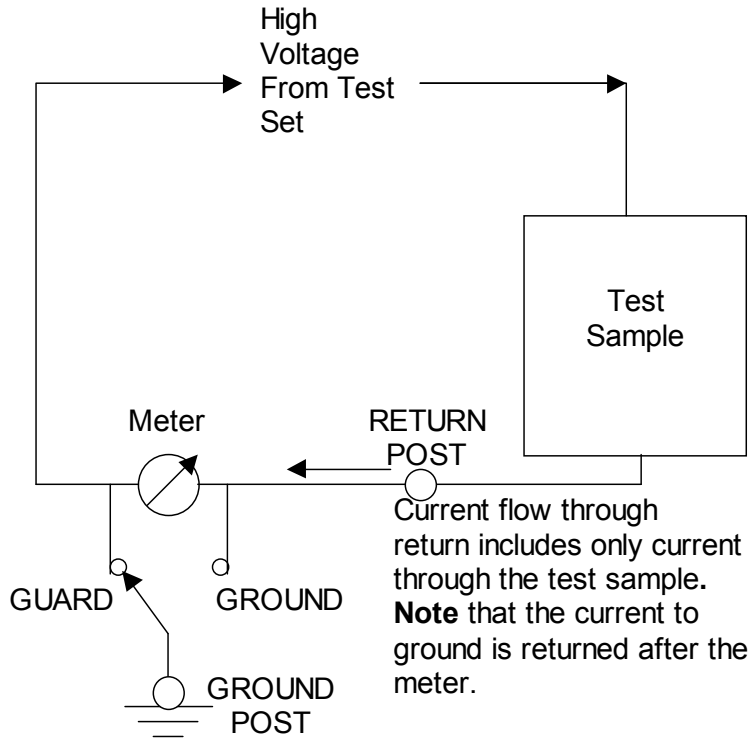 High
Voltage
From Test
Set
Test
Sample
Meter
RETURN
POST
Current flow through
return includes only current
through the test sample.
Note that the current to
ground is returned after the
meter.
GUARD
GROUND
GROUND
POST